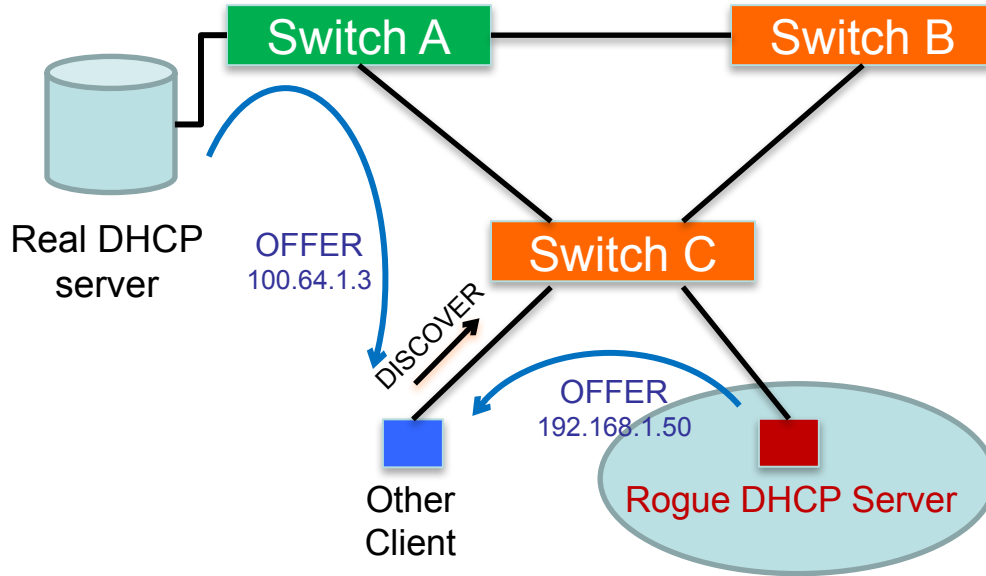 Switch A
Switch B
Real DHCP
server
OFFER
100.64.1.3
Switch C
DISCOVER
OFFER
192.168.1.50
Other
Client
Rogue DHCP Server